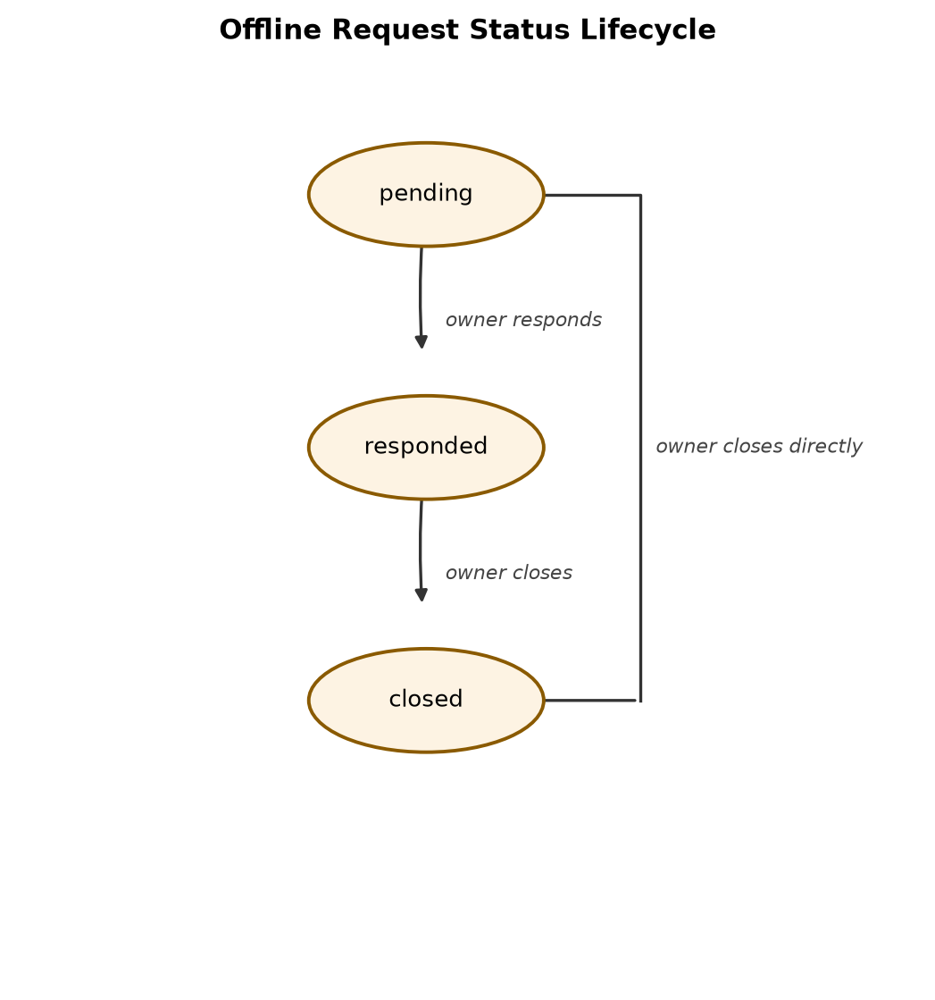 Offline Request Status Lifecycle
pending
owner responds
responded
owner closes directly
owner closes
closed